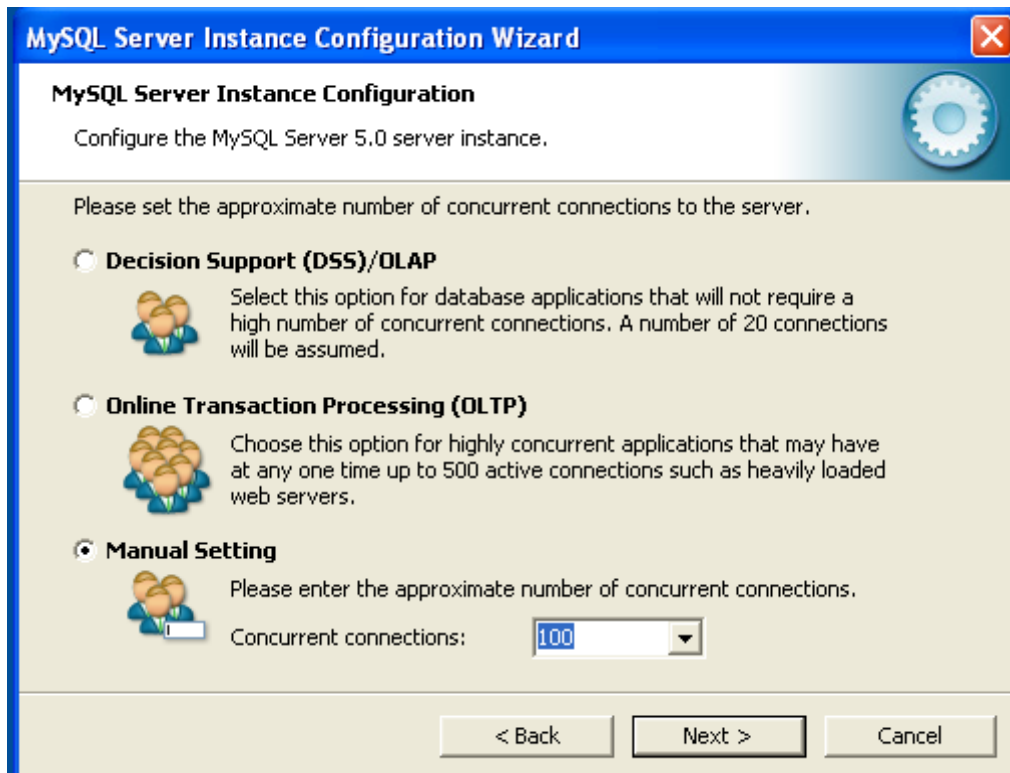 MySQL Server Instance Configuration Wizard
MySQL Server Instance Configuration
Configure the MySQL Server 5.0 server instance.
Please set the approximate number of concurrent connections to the server.
Decision Support (DSS)/OLAP
Select this option for database applications that will not require a
high number of concurrent connections. A number of 20 connections
will be assumed.
Online Transaction Processing (OLTP)
Choose this option for highly concurrent applications that may have
at any one time up to 500 active connections such as heavily loaded
web servers.
Manual Setting
Please enter the approximate number of concurrent connections.
Concurrent connections: 100
< Back Next > Cancel